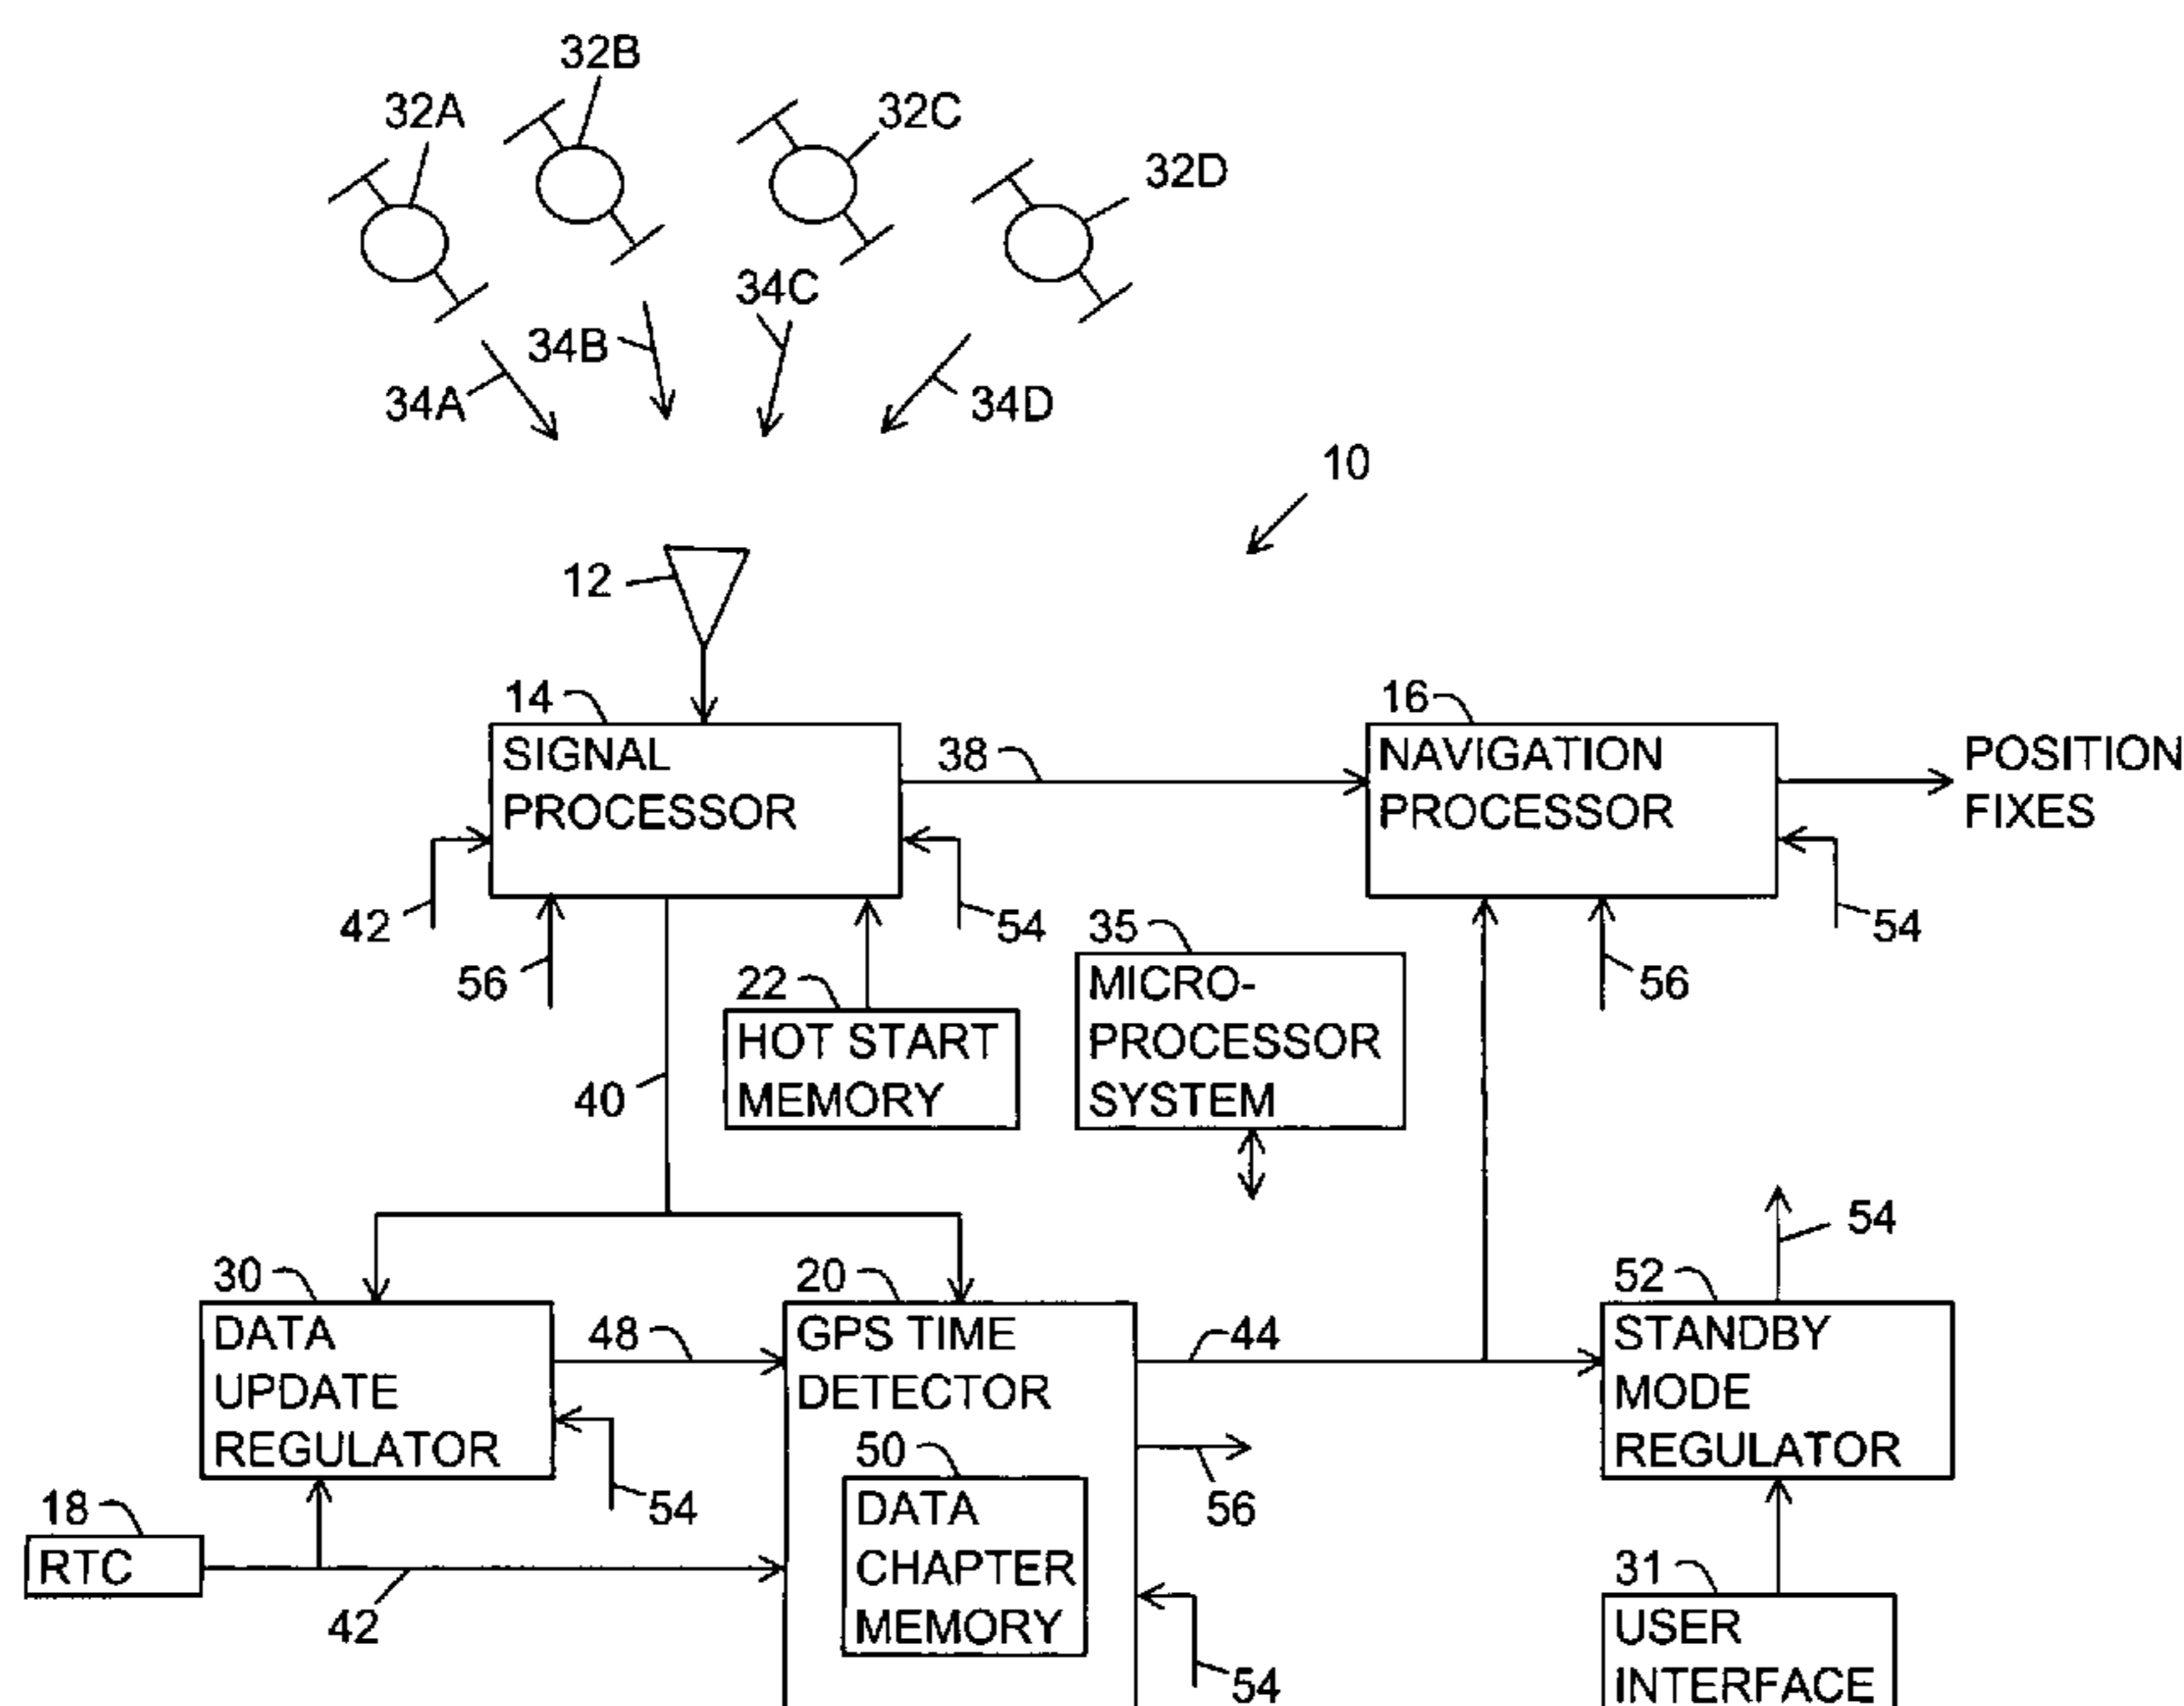 32B
32A
32C
32D
34C
34B
34A
34D
10
12
14
SIGNAL
PROCESSOR
38
16
NAVIGATION
PROCESSOR
POSITION
FIXES
42
56
54
54
56
22
HOT START
MEMORY
35
MICRO-
PROCESSOR
SYSTEM
40
54
30
DATA
UPDATE
REGULATOR
48
20
GPS TIME
DETECTOR
44
52
STANDBY
MODE
REGULATOR
54
56
50
DATA
CHAPTER
MEMORY
18
RTC
42
54
31
USER
INTERFACE